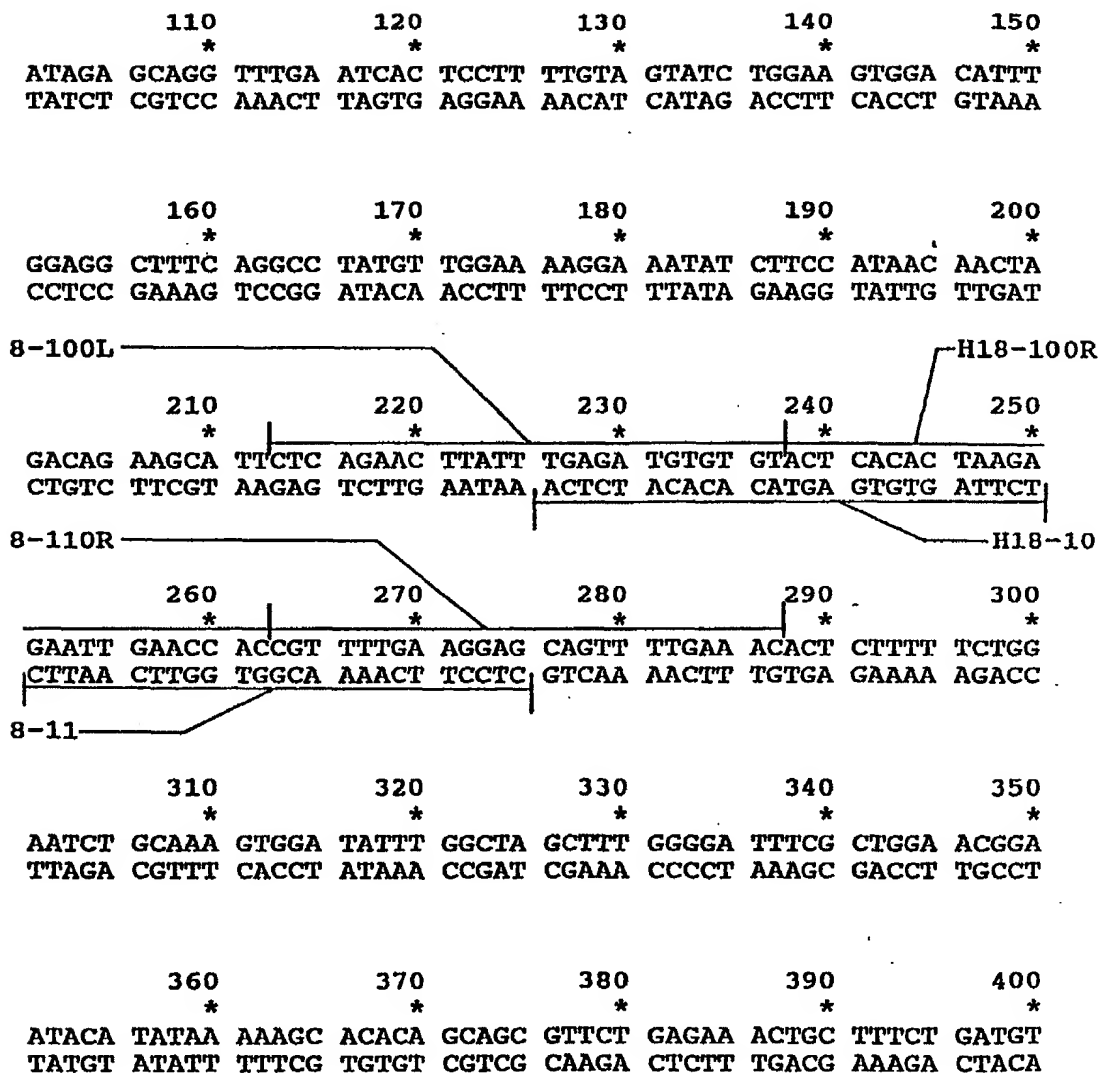 110 120 130 140 150
* * * * *
ATAGA GCAGG TTTGA ATCAC TCCTT TTGTA GTATC TGGAA GTGGA CATTT
TATCT CGTCC AAACT TAGTG AGGAA AACAT CATAG ACCTT CACCT GTAAA
160 170 180 190 200
* * * * *
GGAGG CTTTC AGGCC TATGT TGGAA AAGGA AATAT CTTCC ATAAC AACTA
CCTCC GAAAG TCCGG ATACA ACCTT TTCCT TTATA GAAGG TATTG TTGAT
8-100L H18-100R
210 220 230 240 250
* * * * *
GACAG AAGCA TTCTC AGAAC TTATT TGAGA TGTGT GTACT CACAC TAAGA
CTGTC TTCGT AAGAG TCTTG AATAA ACTCT ACACA CATGA GTGTG ATTCT
8-110R H18-10
260 270 280 290 300
* * * * *
GAATT GAACC ACCGT TTTGA AGGAG CAGTT TTGAA ACACT CTTTT TCTGG
CTTAA CTTGG TGGCA AAACT TCCTC GTCAA AACTT TGTGA GAAAA AGACC
8-11
310 320 330 340 350
* * * * *
AATCT GCAAA GTGGA TATTT GGCTA GCTTT GGGGA TTTCG CTGGA ACGGA
TTAGA CGTTT CACCT ATAAA CCGAT CGAAA CCCCT AAAGC GACCT TGCCT
360 370 380 390 400
* * * * *
ATACA TATAA AAAGC ACACA GCAGC GTTCT GAGAA ACTGC TTTCT GATGT
TATGT ATATT TTTCG TGTGT CGTCG CAAGA CTCTT TGACG AAAGA CTACA